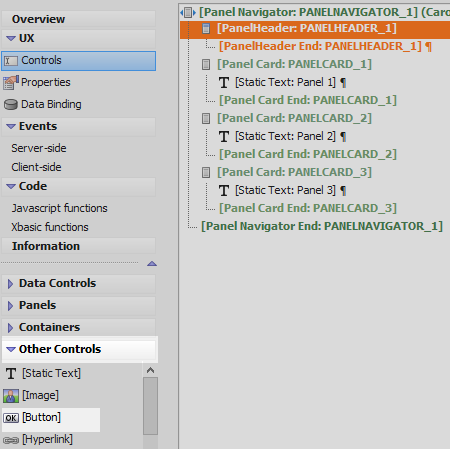 Overview
UX
Controls
Properties
Data Binding
Events
Server-side
Client-side
Code
Javascript functions
Xbasic functions
Information
Data Controls
Panels
Containers
Other Controls
[Static Text]
[Image]
OK [Button]
[Hyperlink]
[Panel Navigator: PANELNAVIGATOR_1] (Caro
[PanelHeader: PANELHEADER_1]
[PanelHeader End: PANELHEADER_1] ¶
[Panel Card: PANELCARD_1]
T [Static Text: Panel 1] ¶
[Panel Card End: PANELCARD_1]
[Panel Card: PANELCARD_2]
T [Static Text: Panel 2] ¶
[Panel Card End: PANELCARD_2]
[Panel Card: PANELCARD_3]
T [Static Text: Panel 3] ¶
[Panel Card End: PANELCARD_3]
[Panel Navigator End: PANELNAVIGATOR_1]